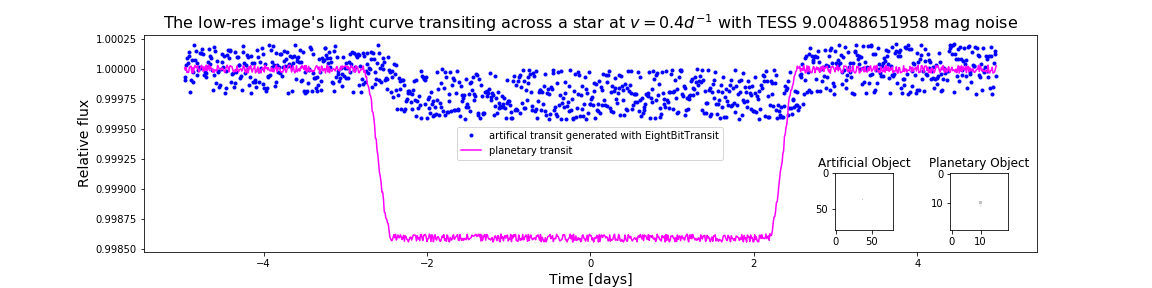 The low-res image's light curve transiting across a star at v = 0.4d⁻¹ with TESS 9.00488651958 mag noise
Relative flux
1.00025
1.00000
0.99975
0.99950
0.99925
0.99900
0.99875
0.99850
artifical transit generated with EightBitTransit
planetary transit
Artificial Object
0
50
0 50
Planetary Object
0
10
0 10
−4 −2 0 2 4
Time [days]